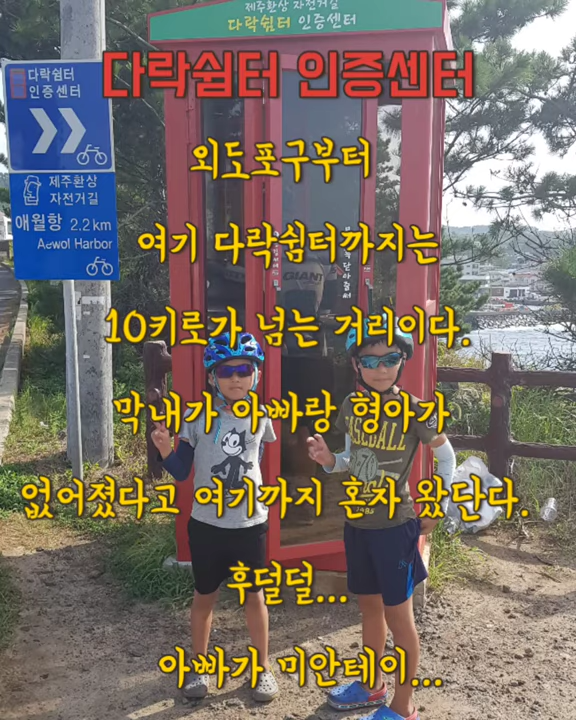 제주환상 자전거길
다락쉼터 인증센터
다락쉼터 인증센터
다락쉼터
인증센터
제주환상
자전거길
애월항 2.2km
Aewol Harbor
외도포구부터
여기 다락쉼터까지는
10키로가 넘는 거리이다.
막내가 아빠랑 형아가
없어졌다고 여기까지 혼자 왔단다.
후덜덜...
아빠가 미안테이...
GIANT
BASEBALL